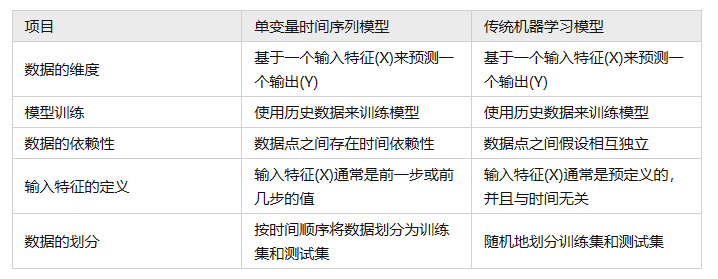 项目 单变量时间序列模型 传统机器学习模型
数据的维度
基于一个输入特征(X)来预测一
个输出(Y)
基于一个输入特征(X)来预测一
个输出(Y)
模型训练 使用历史数据来训练模型 使用历史数据来训练模型
数据的依赖性 数据点之间存在时间依赖性 数据点之间假设相互独立
输入特征的定义
输入特征(X)通常是前一步或前
几步的值
输入特征(X)通常是预定义的，
并且与时间无关
数据的划分
按时间顺序将数据划分为训练
集和测试集
随机地划分训练集和测试集